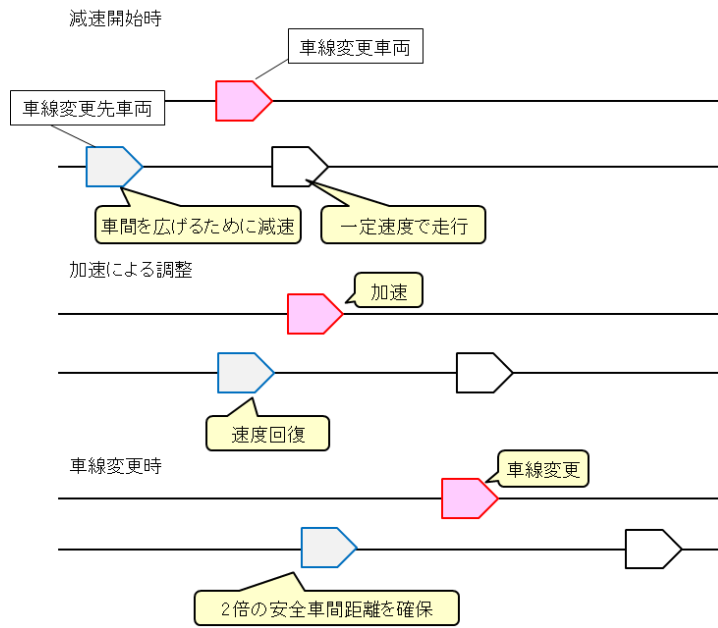 減速開始時
車線変更車両
車線変更先車両
車間を広げるために減速
一定速度で走行
加速による調整
加速
速度回復
車線変更時
車線変更
2倍の安全車間距離を確保